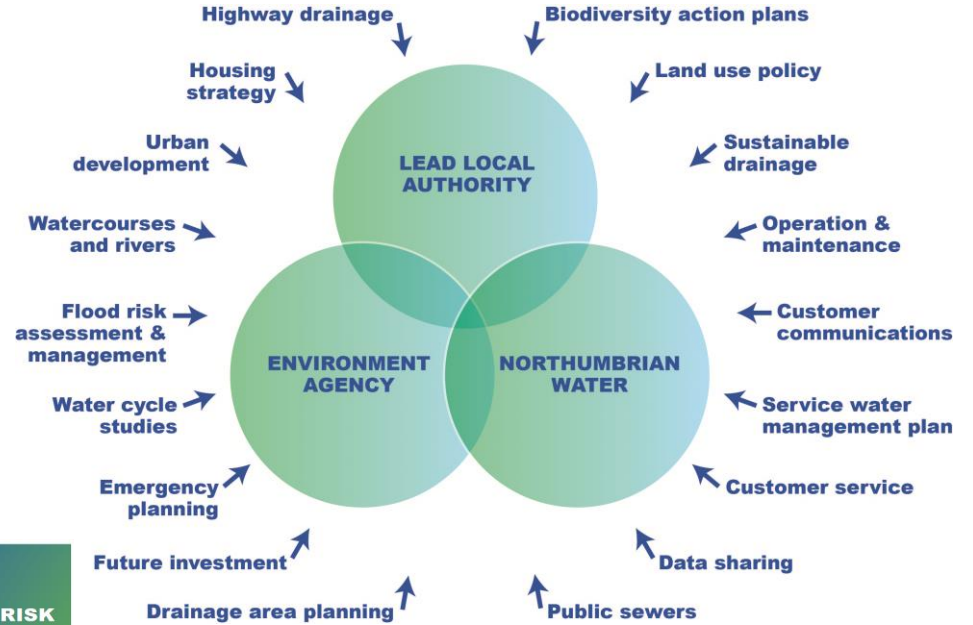 Highway drainage
Biodiversity action plans
Housing
strategy
Land use policy
Urban
development
Sustainable
drainage
LEAD LOCAL
AUTHORITY
Watercourses
and rivers
Operation &
maintenance
Flood risk
assessment &
management
Customer
communications
ENVIRONMENT
AGENCY
NORTHUMBRIAN
WATER
Water cycle
studies
Service water
management plan
Emergency
planning
Customer service
Future investment
Data sharing
Drainage area planning
Public sewers
RISK